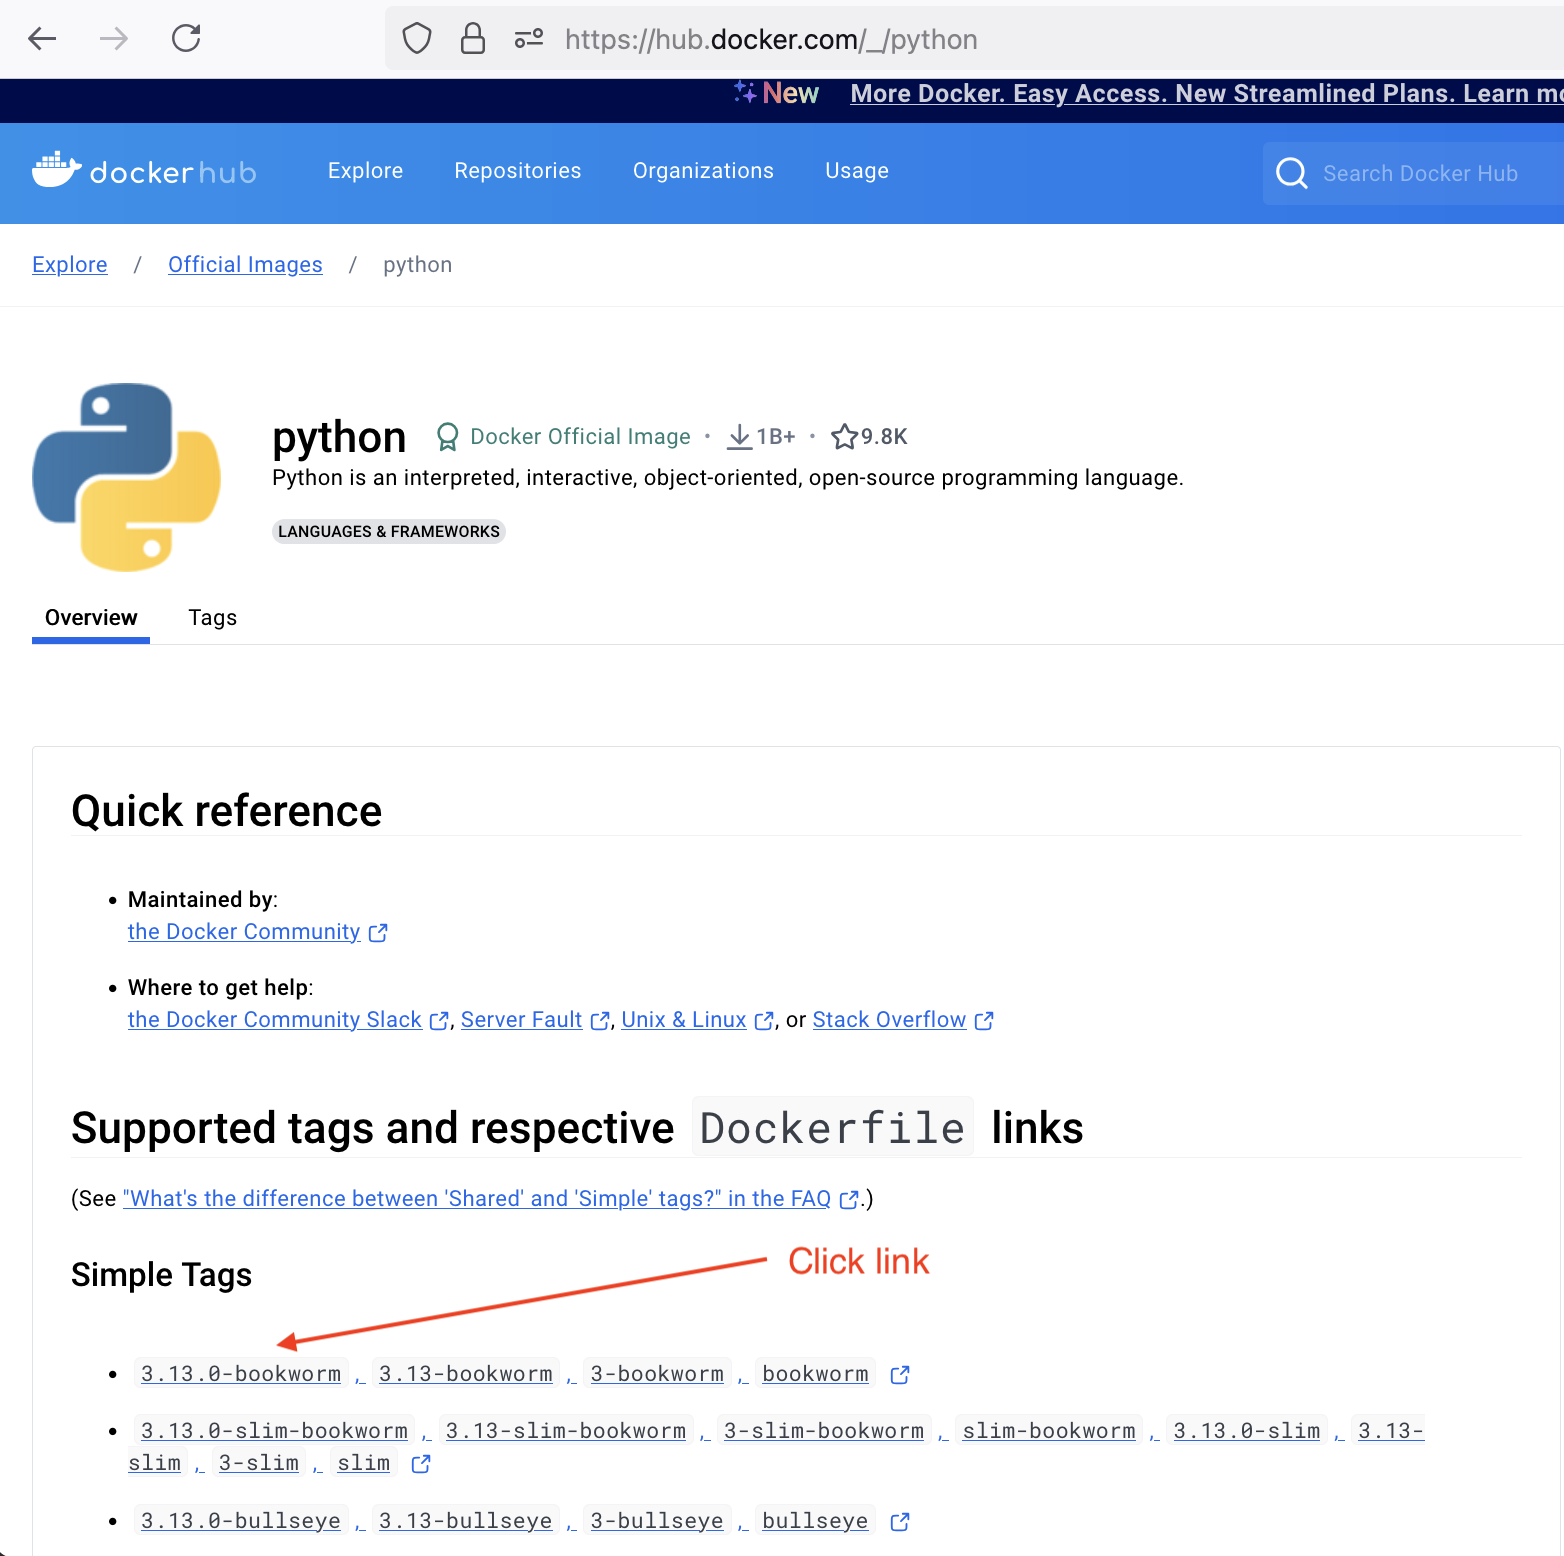 https://hub.docker.com/_/python
New More Docker. Easy Access. New Streamlined Plans. Learn
dockerhub Explore Repositories Organizations Usage Search Docker Hub
Explore / Official Images / python
python Docker Official Image • 1B+ • 9.8K
Python is an interpreted, interactive, object-oriented, open-source programming language.
LANGUAGES & FRAMEWORKS
Overview Tags
Quick reference
• Maintained by:
the Docker Community
• Where to get help:
the Docker Community Slack , Server Fault , Unix & Linux , or Stack Overflow
Supported tags and respective Dockerfile links
(See "What's the difference between 'Shared' and 'Simple' tags?" in the FAQ .)
Click link
Simple Tags
• 3.13.0-bookworm , 3.13-bookworm , 3-bookworm , bookworm
• 3.13.0-slim-bookworm , 3.13-slim-bookworm , 3-slim-bookworm , slim-bookworm , 3.13.0-slim , 3.13-
slim , 3-slim , slim
• 3.13.0-bullseye , 3.13-bullseye , 3-bullseye , bullseye